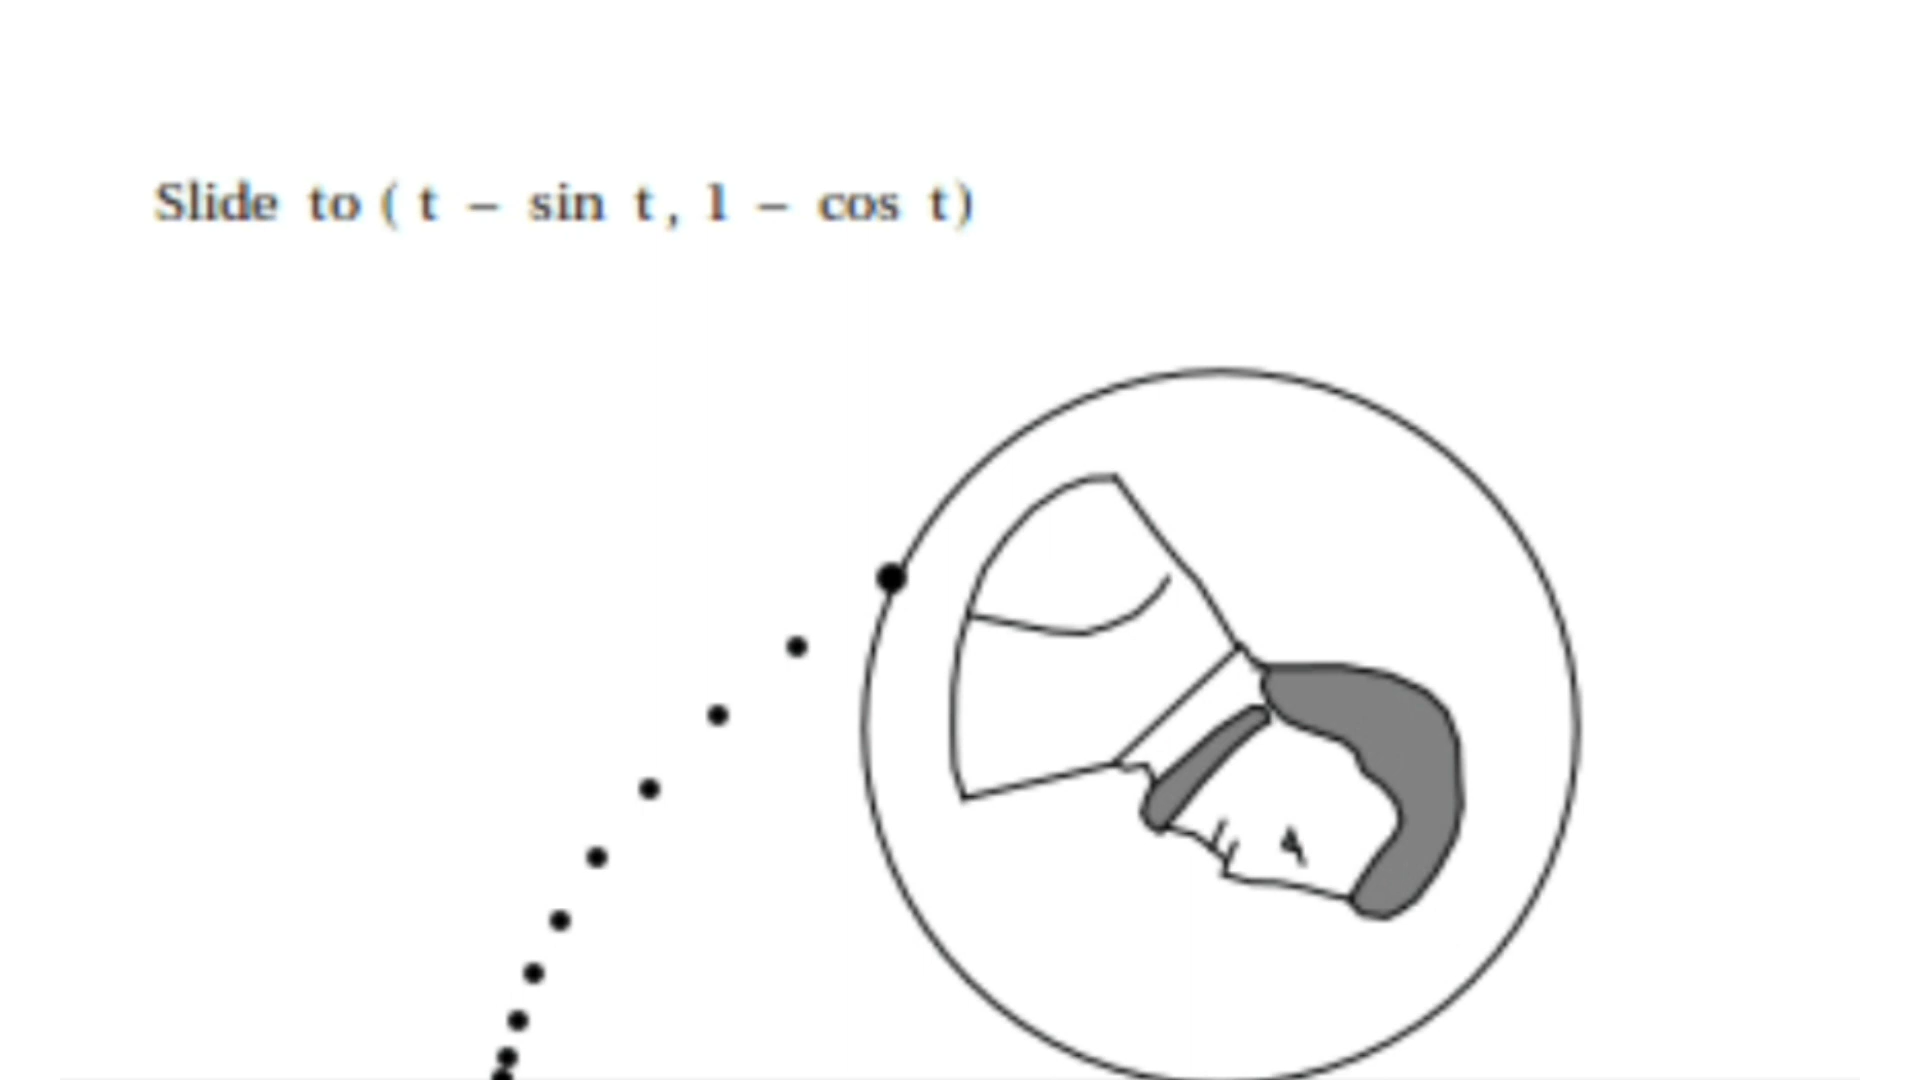 Slide to ( t – sin t , 1 – cos t )